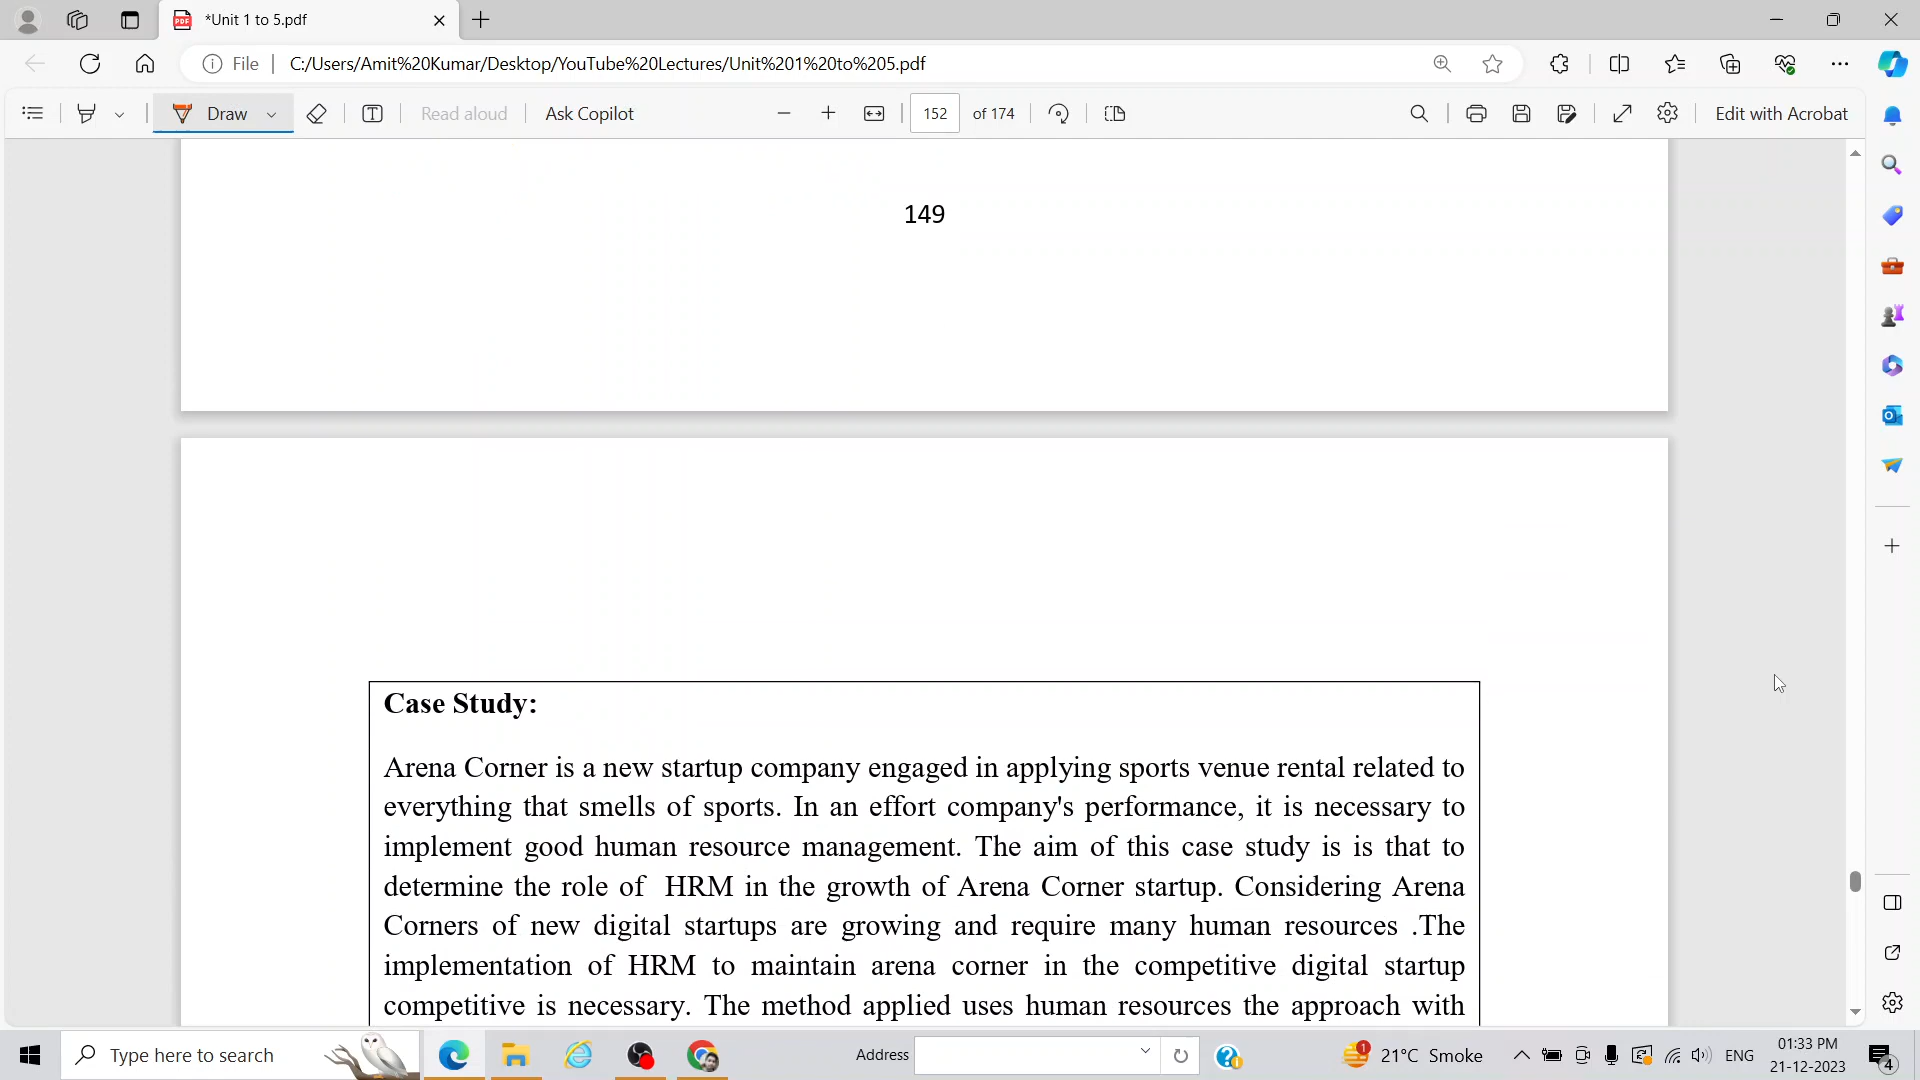 *Unit 1 to 5.pdf
File
C:/Users/Amit%20Kumar/Desktop/YouTube%20Lectures/Unit%201%20to%205.pdf
Draw
Read aloud
Ask Copilot
152 of 174
Edit with Acrobat
149
Case Study:
Arena Corner is a new startup company engaged in applying sports venue rental related to
everything that smells of sports. In an effort company's performance, it is necessary to
implement good human resource management. The aim of this case study is is that to
determine the role of HRM in the growth of Arena Corner startup. Considering Arena
Corners of new digital startups are growing and require many human resources .The
implementation of HRM to maintain arena corner in the competitive digital startup
competitive is necessary. The method applied uses human resources the approach with
Type here to search
Address
1
21°C Smoke
ENG
01:33 PM
21-12-2023
4